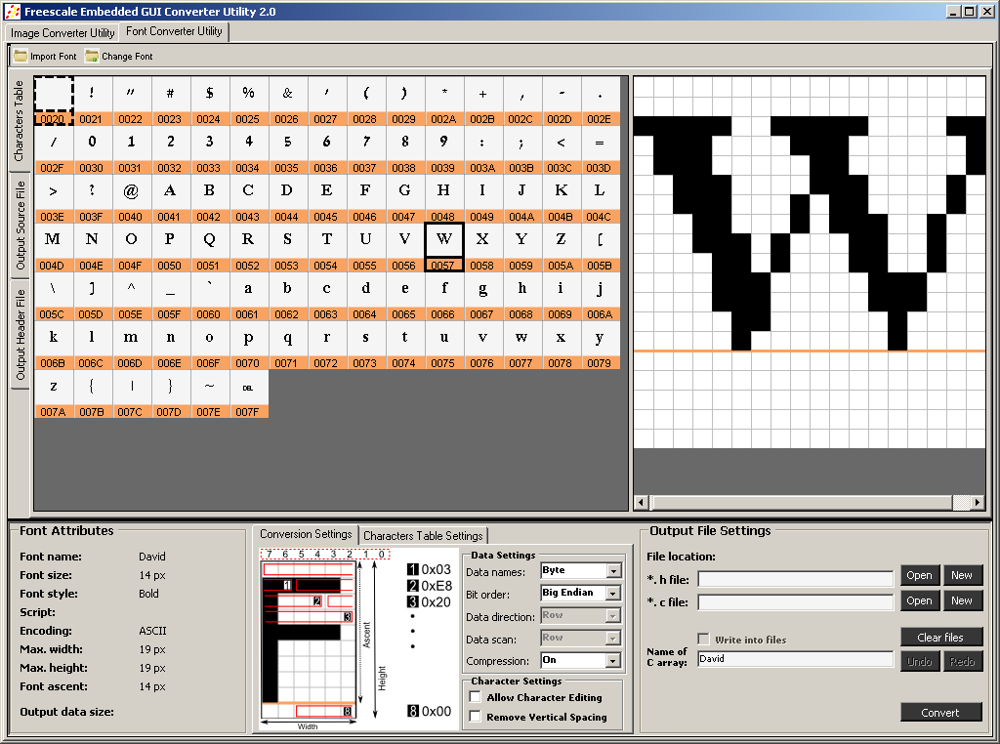 Freescale Embedded GUI Converter Utility 2.0
Image Converter Utility Font Converter Utility
Import Font Change Font
Characters Table
Output Source File
Output Header File
! " # $ % & ' ( ) * + , - .
0020 0021 0022 0023 0024 0025 0026 0027 0028 0029 002A 002B 002C 002D 002E
/ 0 1 2 3 4 5 6 7 8 9 : ; < =
002F 0030 0031 0032 0033 0034 0035 0036 0037 0038 0039 003A 003B 003C 003D
> ? @ A B C D E F G H I J K L
003E 003F 0040 0041 0042 0043 0044 0045 0046 0047 0048 0049 004A 004B 004C
M N O P Q R S T U V W X Y Z [
004D 004E 004F 0050 0051 0052 0053 0054 0055 0056 0057 0058 0059 005A 005B
\ ] ^ _ ` a b c d e f g h i j
005C 005D 005E 005F 0060 0061 0062 0063 0064 0065 0066 0067 0068 0069 006A
k l m n o p q r s t u v w x y
006B 006C 006D 006E 006F 0070 0071 0072 0073 0074 0075 0076 0077 0078 0079
z { | } ~ DEL
007A 007B 007C 007D 007E 007F
W
Font Attributes
Font name: David
Font size: 14 px
Font style: Bold
Script:
Encoding: ASCII
Max. width: 19 px
Max. height: 19 px
Font ascent: 14 px
Output data size:
Conversion Settings Characters Table Settings
7 6 5 4 3 2 1 0
1 1 0x03
2 2 0xE8
3 3 0x20
8 8 0x00
Ascent
Height
Width
Data Settings
Data names: Byte
Bit order: Big Endian
Data direction: Row
Data scan: Row
Compression: On
Character Settings
Allow Character Editing
Remove Vertical Spacing
Output File Settings
File location:
*. h file: Open New
*. c file: Open New
Write into files Clear files
Name of
C array: David Undo Redo
Convert